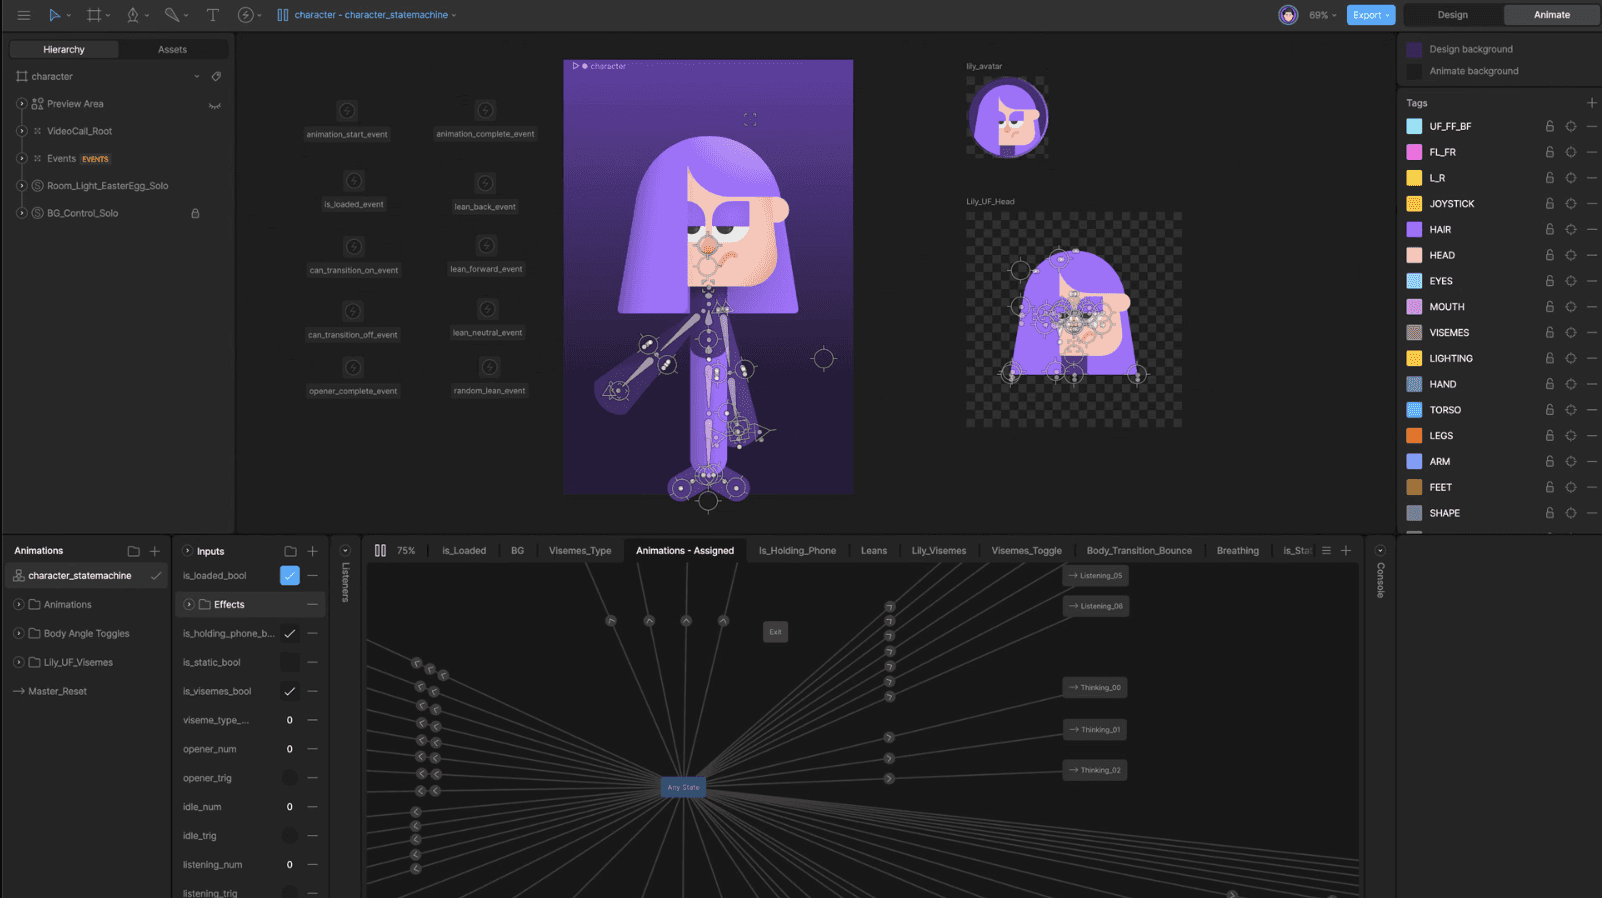 character - character_statemachine
69%
Export
Design
Animate
Hierarchy
Assets
character
Preview Area
VideoCall_Root
Events EVENTS
Room_Light_EasterEgg_Solo
BG_Control_Solo
animation_start_event
animation_complete_event
is_loaded_event
lean_back_event
can_transition_on_event
lean_forward_event
can_transition_off_event
lean_neutral_event
opener_complete_event
random_lean_event
character
lily_avatar
Lily_UF_Head
Design background
Animate background
Tags
UF_FF_BF
FL_FR
L_R
JOYSTICK
HAIR
HEAD
EYES
MOUTH
VISEMES
LIGHTING
HAND
TORSO
LEGS
ARM
FEET
SHAPE
Animations
character_statemachine
Animations
Body Angle Toggles
Lily_UF_Visemes
Master_Reset
Inputs
is_loaded_bool
Effects
is_holding_phone_b...
is_static_bool
is_visemes_bool
viseme_type_... 0
opener_num 0
opener_trig
idle_num 0
idle_trig
listening_num 0
listening_trig
Listeners
75%
is_Loaded
BG
Visemes_Type
Animations - Assigned
Is_Holding_Phone
Leans
Lily_Visemes
Visemes_Toggle
Body_Transition_Bounce
Breathing
is_Stat
Console
Listening_05
Listening_06
Exit
Thinking_00
Thinking_01
Thinking_02
Any State